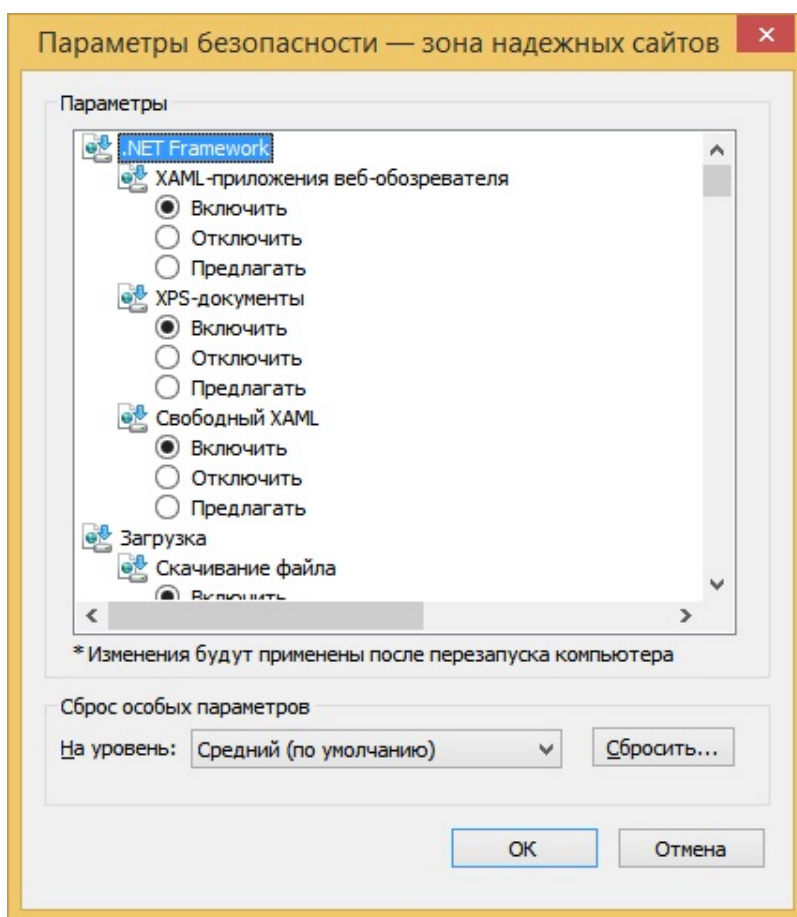 Параметры безопасности — зона надежных сайтов
Параметры
.NET Framework
XAML-приложения веб-обозревателя
Включить
Отключить
Предлагать
XPS-документы
Включить
Отключить
Предлагать
Свободный XAML
Включить
Отключить
Предлагать
Загрузка
Скачивание файла
Включить
* Изменения будут применены после перезапуска компьютера
Сброс особых параметров
На уровень: Средний (по умолчанию) Сбросить...
ОК Отмена